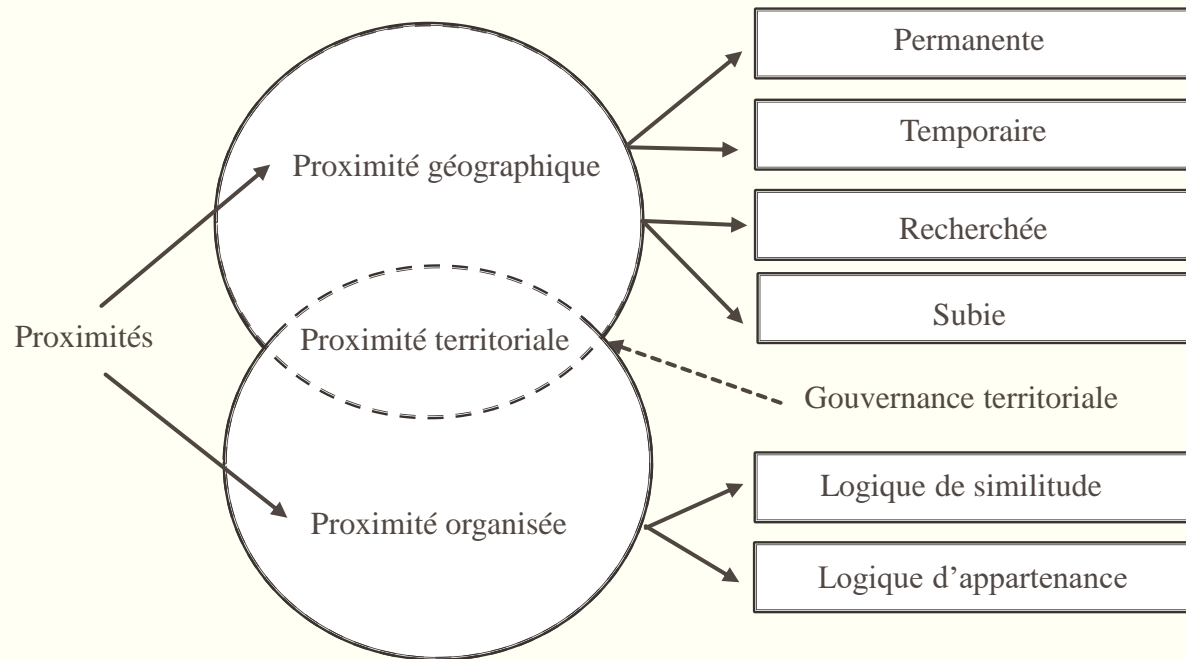 Permanente
Temporaire
Proximité géographique
Recherchée
Subie
Proximités
Proximité territoriale
Gouvernance territoriale
Logique de similitude
Proximité organisée
Logique d’appartenance